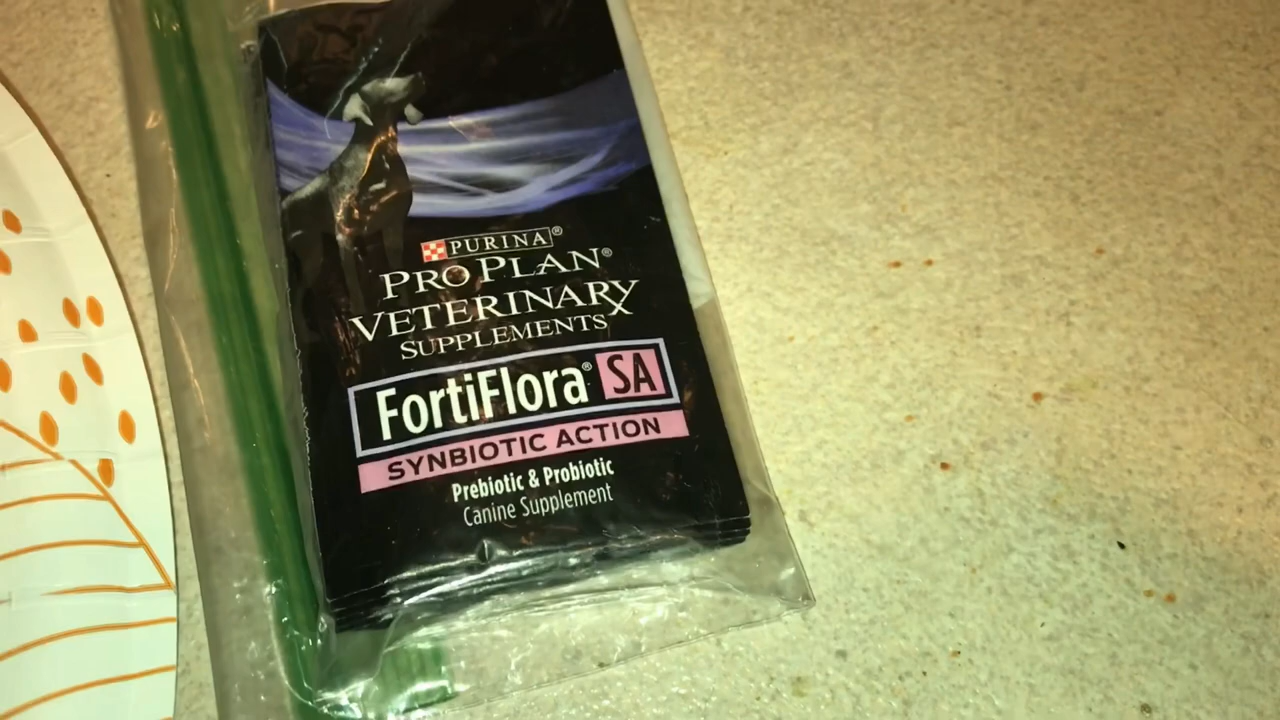 PURINA®
PRO PLAN®
VETERINARY
SUPPLEMENTS
FortiFlora® SA
SYNBIOTIC ACTION
Prebiotic & Probiotic
Canine Supplement